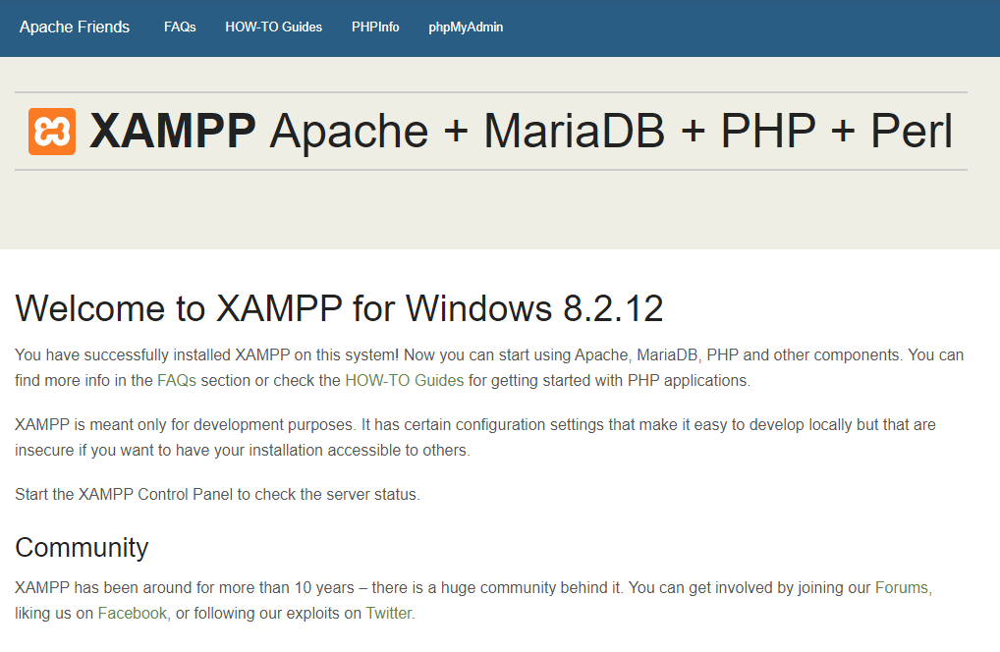 Apache Friends FAQs HOW-TO Guides PHPInfo phpMyAdmin
XAMPP Apache + MariaDB + PHP + Perl
Welcome to XAMPP for Windows 8.2.12
You have successfully installed XAMPP on this system! Now you can start using Apache, MariaDB, PHP and other components. You can
find more info in the FAQs section or check the HOW-TO Guides for getting started with PHP applications.
XAMPP is meant only for development purposes. It has certain configuration settings that make it easy to develop locally but that are
insecure if you want to have your installation accessible to others.
Start the XAMPP Control Panel to check the server status.
Community
XAMPP has been around for more than 10 years – there is a huge community behind it. You can get involved by joining our Forums,
liking us on Facebook, or following our exploits on Twitter.